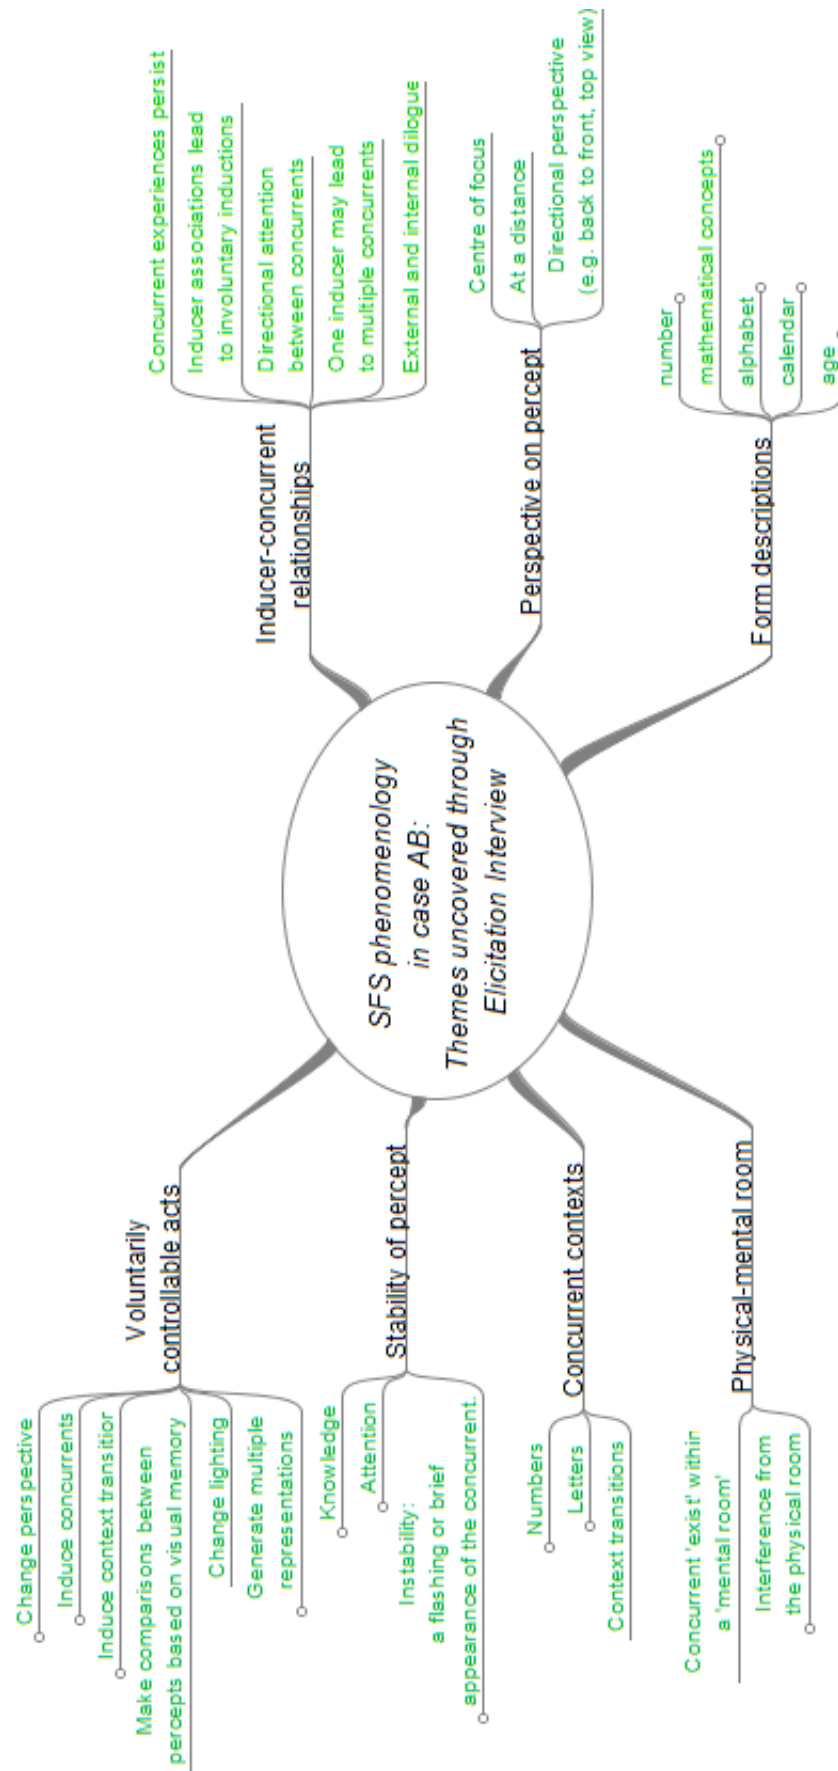 SFS phenomenology
in case AB:
Themes uncovered through
Elicitation Interview
Voluntarily
controllable acts
Change perspective
Induce concurrents
Induce context transitior
Make comparisons between
percepts based on visual memory
Change lighting
Generate multiple
representations
Stability of percept
Knowledge
Attention
Instability:
a flashing or brief
appearance of the concurrent.
Concurrent contexts
Numbers
Letters
Context transitions
Physical-mental room
Concurrent 'exist' within
a 'mental room'
Interference from
the physical room
Inducer-concurrent
relationships
Concurrent experiences persist
Inducer associations lead
to involuntary inductions
Directional attention
between concurrents
One inducer may lead
to multiple concurrents
External and internal dilogue
Perspective on percept
Centre of focus
At a distance
Directional perspective
(e.g. back to front, top view)
Form descriptions
number
mathematical concepts
alphabet
calendar
age